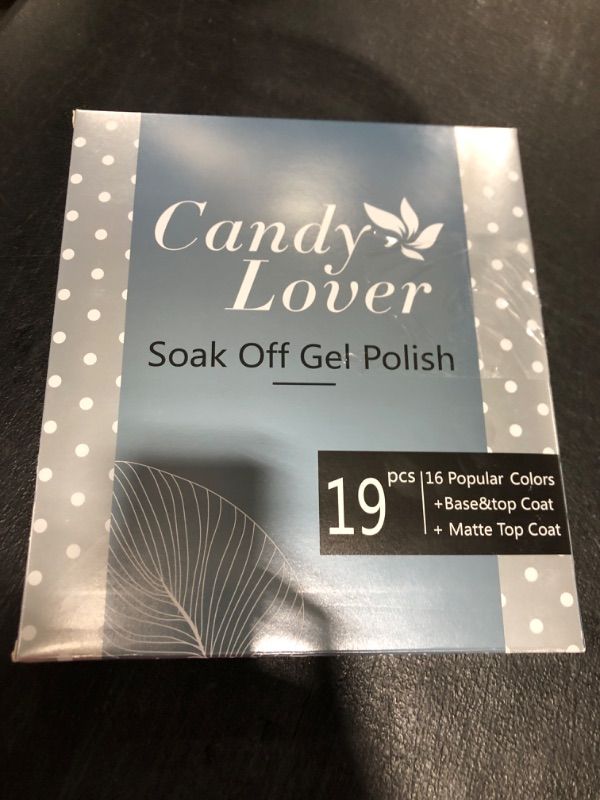 Candy
Lover
Soak Off Gel Polish
19 pcs
16 Popular Colors
+Base&top Coat
+ Matte Top Coat